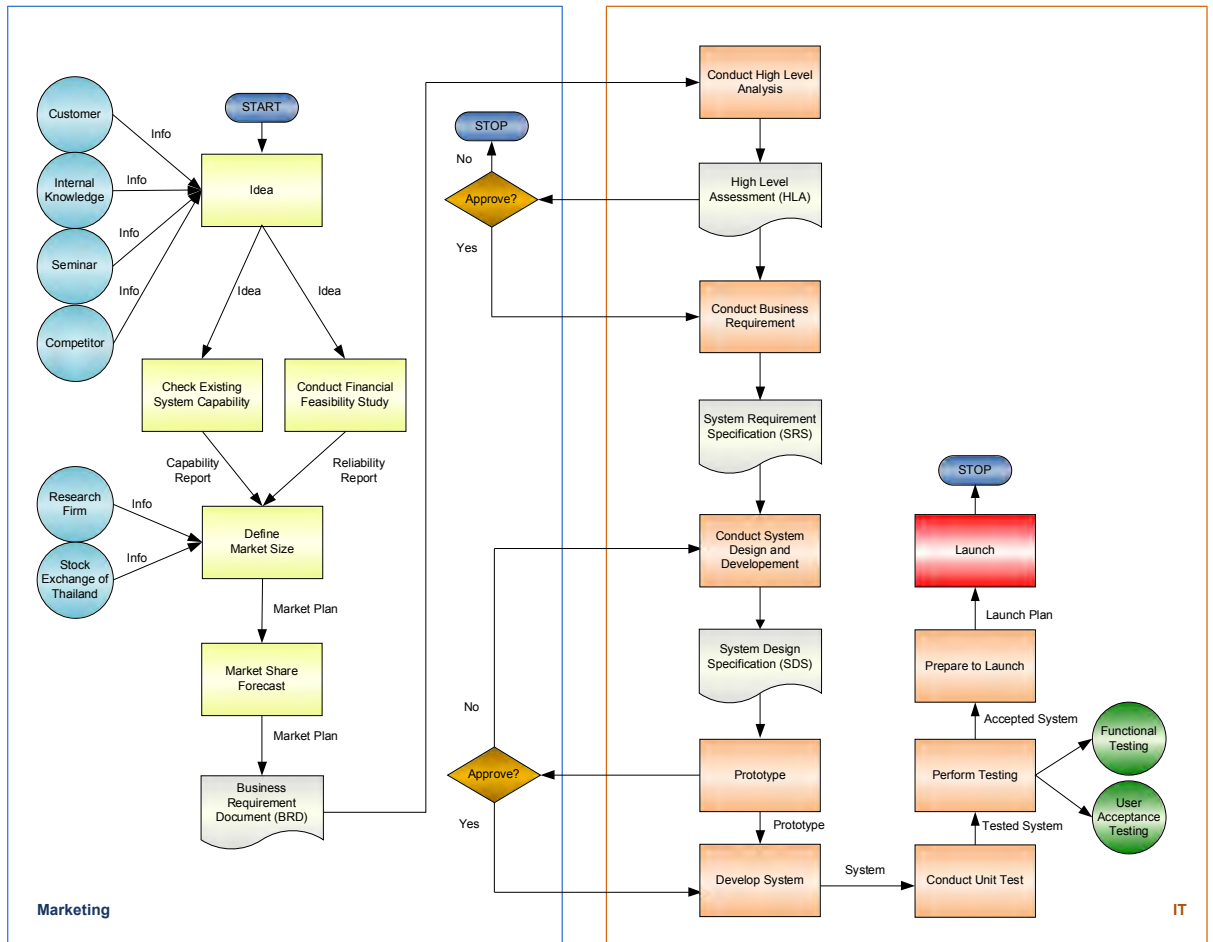 Customer
Info
START
Internal
Knowledge
Info
Idea
Seminar
Info
Competitor
Info
Idea
Idea
Check Existing
System Capability
Conduct Financial
Feasibility Study
Capability
Report
Reliability
Report
Research
Firm
Info
Stock
Exchange of
Thailand
Info
Define
Market Size
Market Plan
Market Share
Forecast
Market Plan
Business
Requirement
Document (BRD)
Marketing
STOP
No
Approve?
Yes
No
Approve?
Yes
Conduct High Level
Analysis
High Level
Assessment (HLA)
Conduct Business
Requirement
System Requirement
Specification (SRS)
Conduct System
Design and
Developement
System Design
Specification (SDS)
Prototype
Prototype
Develop System
System
STOP
Launch
Launch Plan
Prepare to Launch
Accepted System
Perform Testing
Functional
Testing
User
Acceptance
Testing
Tested System
Conduct Unit Test
IT